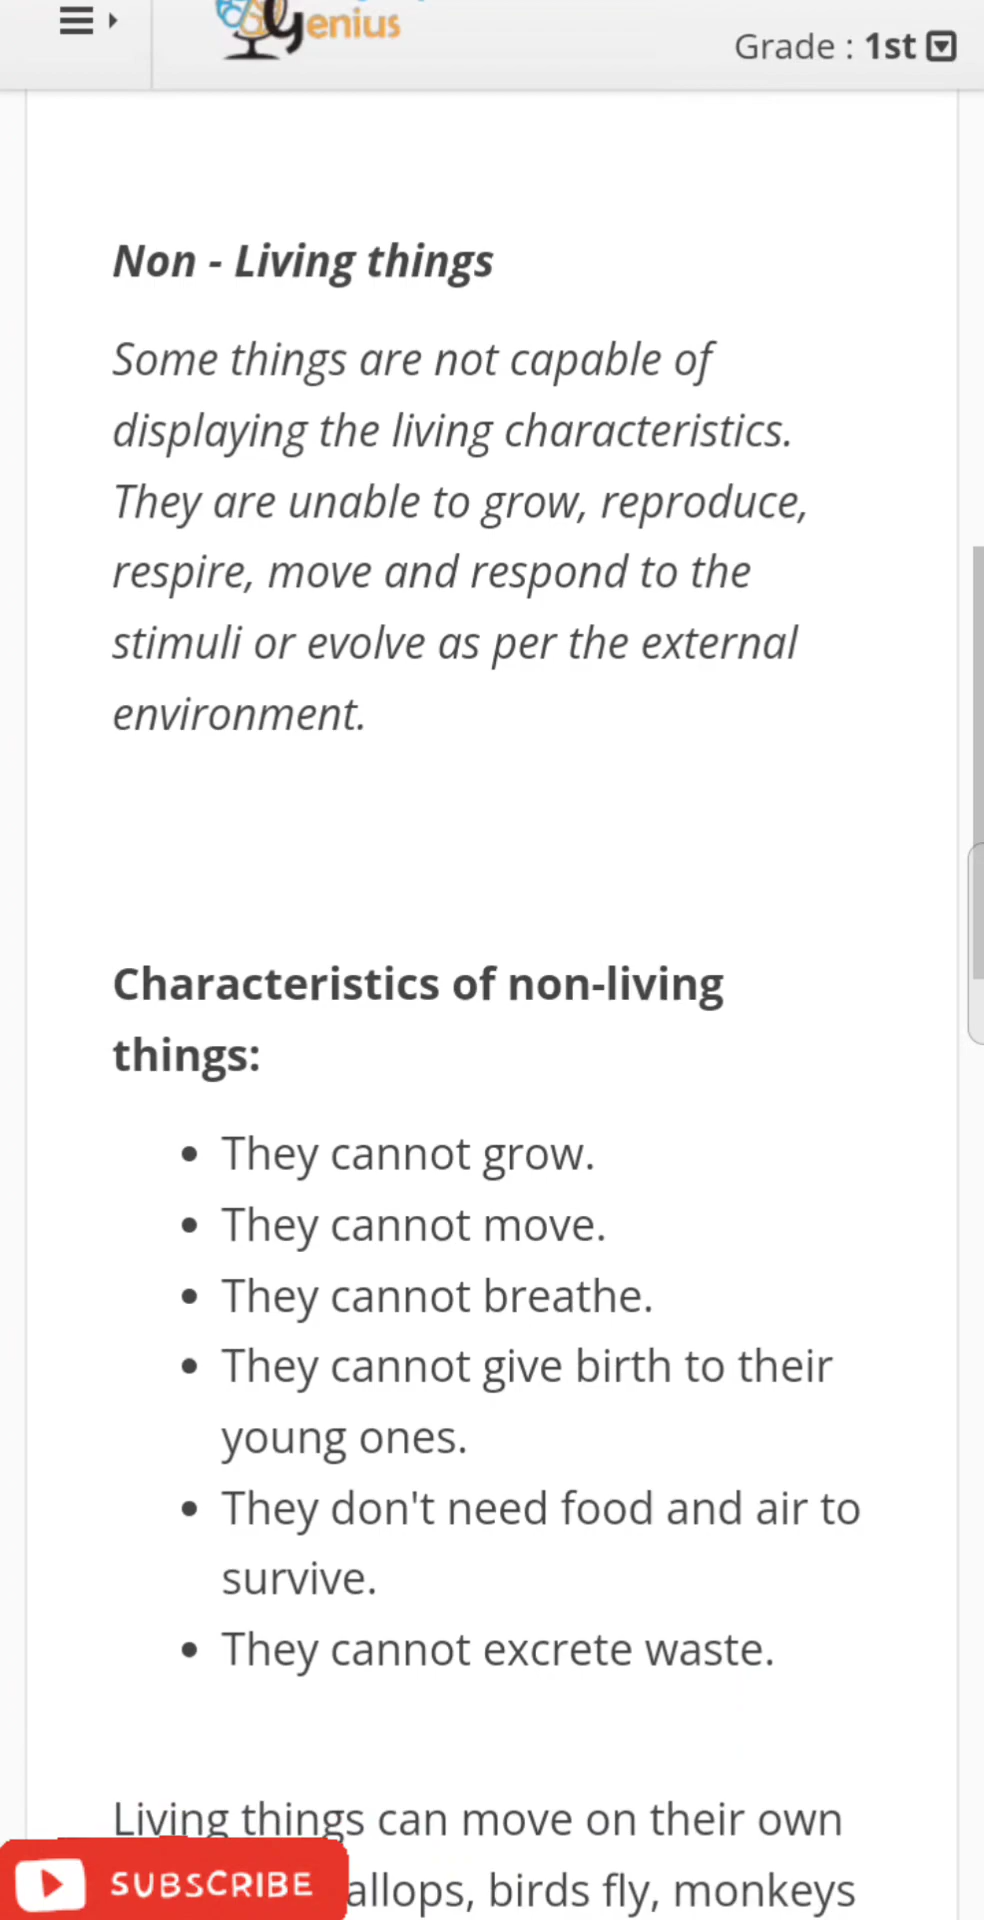 Genius
Grade : 1st
Non - Living things
Some things are not capable of
displaying the living characteristics.
They are unable to grow, reproduce,
respire, move and respond to the
stimuli or evolve as per the external
environment.
Characteristics of non-living
things:
• They cannot grow.
• They cannot move.
• They cannot breathe.
• They cannot give birth to their
young ones.
• They don't need food and air to
survive.
• They cannot excrete waste.
Living things can move on their own
SUBSCRIBE
allops, birds fly, monkeys